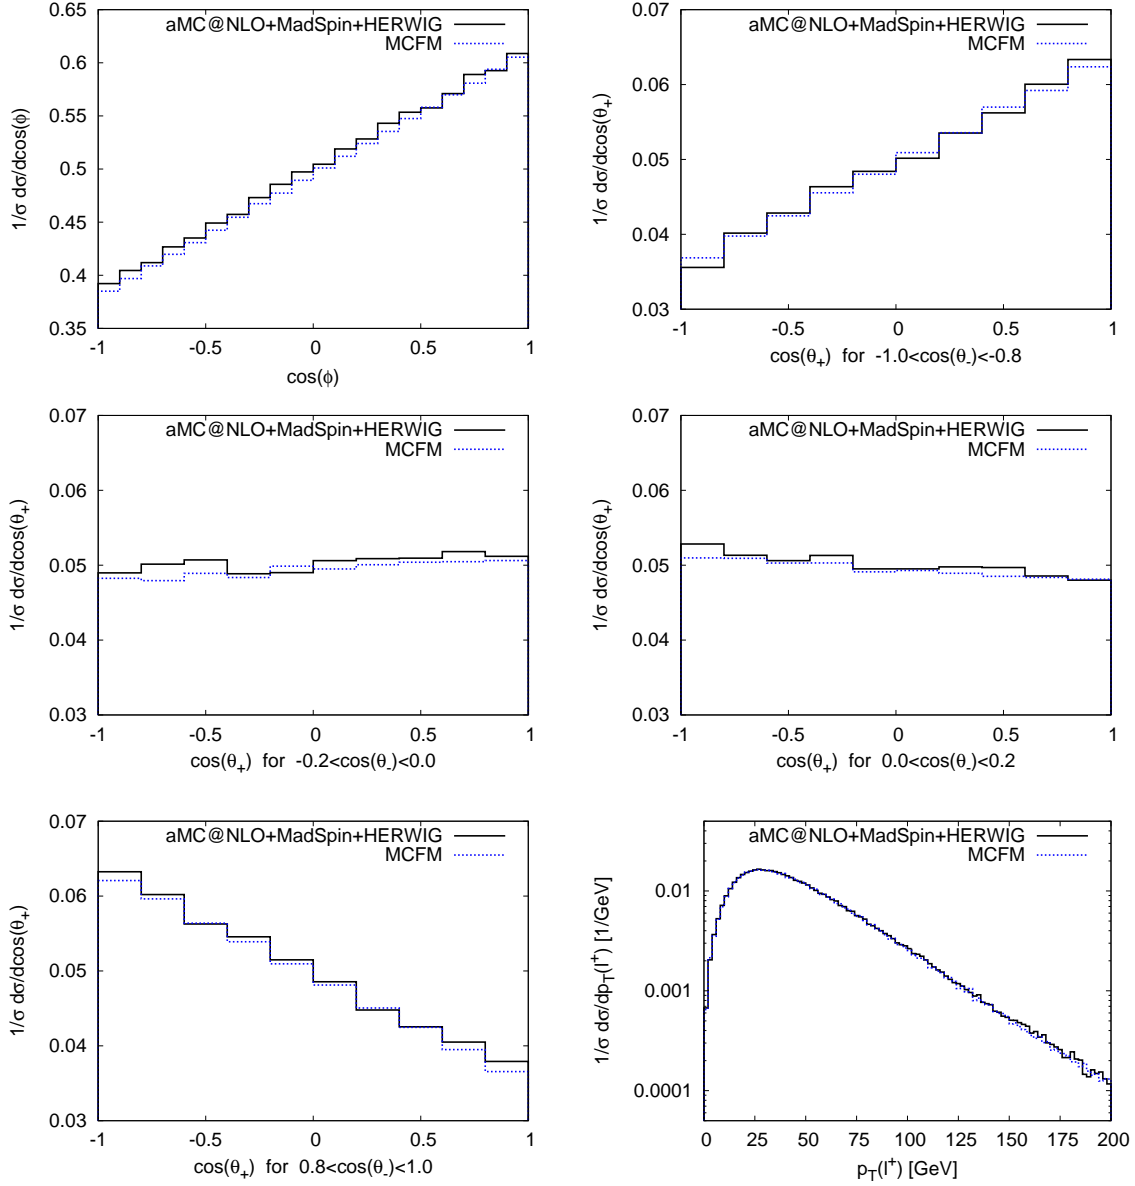 0.65
0.6
0.55
0.5
0.45
0.4
0.35
-1 -0.5 0 0.5 1
1/σ dσ/dcos(ϕ)
cos(ϕ)
aMC@NLO+MadSpin+HERWIG
MCFM
0.07
0.06
0.05
0.04
0.03
-1 -0.5 0 0.5 1
1/σ dσ/dcos(θ+)
cos(θ+) for -1.0<cos(θ-)<-0.8
aMC@NLO+MadSpin+HERWIG
MCFM
0.07
0.06
0.05
0.04
0.03
-1 -0.5 0 0.5 1
1/σ dσ/dcos(θ+)
cos(θ+) for -0.2<cos(θ-)<0.0
aMC@NLO+MadSpin+HERWIG
MCFM
0.07
0.06
0.05
0.04
0.03
-1 -0.5 0 0.5 1
1/σ dσ/dcos(θ+)
cos(θ+) for 0.0<cos(θ-)<0.2
aMC@NLO+MadSpin+HERWIG
MCFM
0.07
0.06
0.05
0.04
0.03
-1 -0.5 0 0.5 1
1/σ dσ/dcos(θ+)
cos(θ+) for 0.8<cos(θ-)<1.0
aMC@NLO+MadSpin+HERWIG
MCFM
0.01
0.001
0.0001
0 25 50 75 100 125 150 175 200
1/σ dσ/dpT(l+) [1/GeV]
pT(l+) [GeV]
aMC@NLO+MadSpin+HERWIG
MCFM